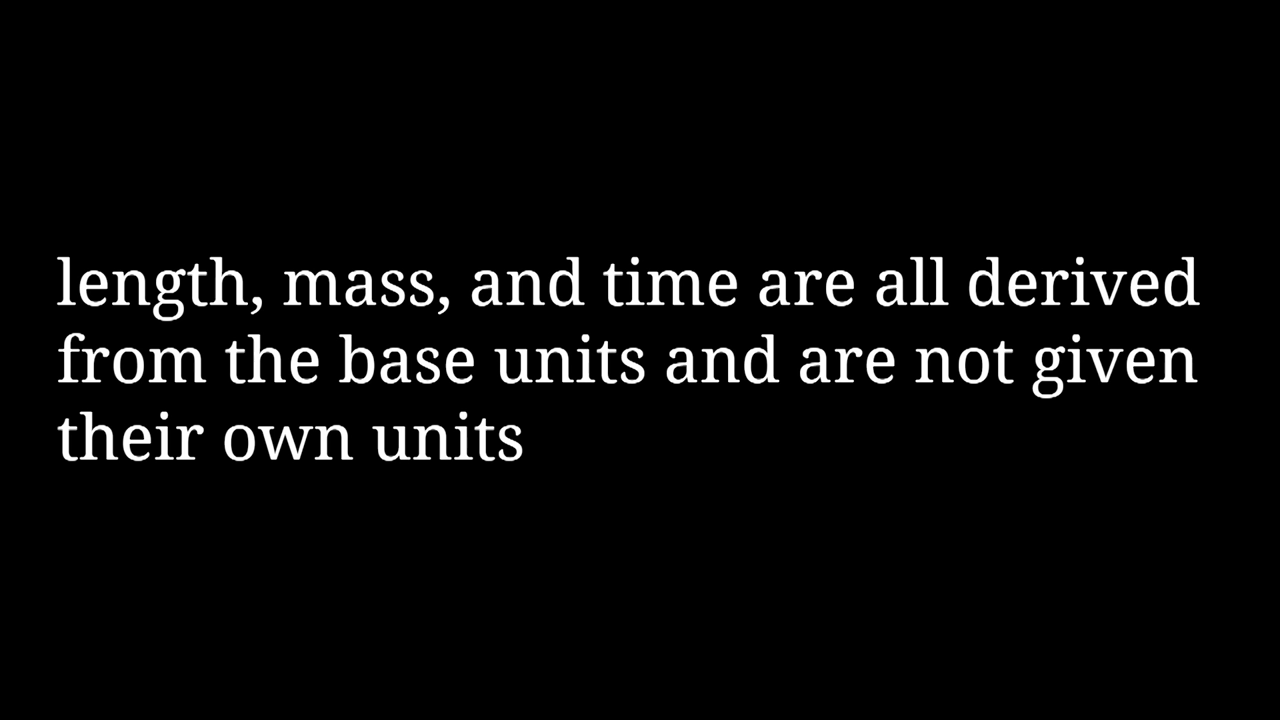 length, mass, and time are all derived
from the base units and are not given
their own units